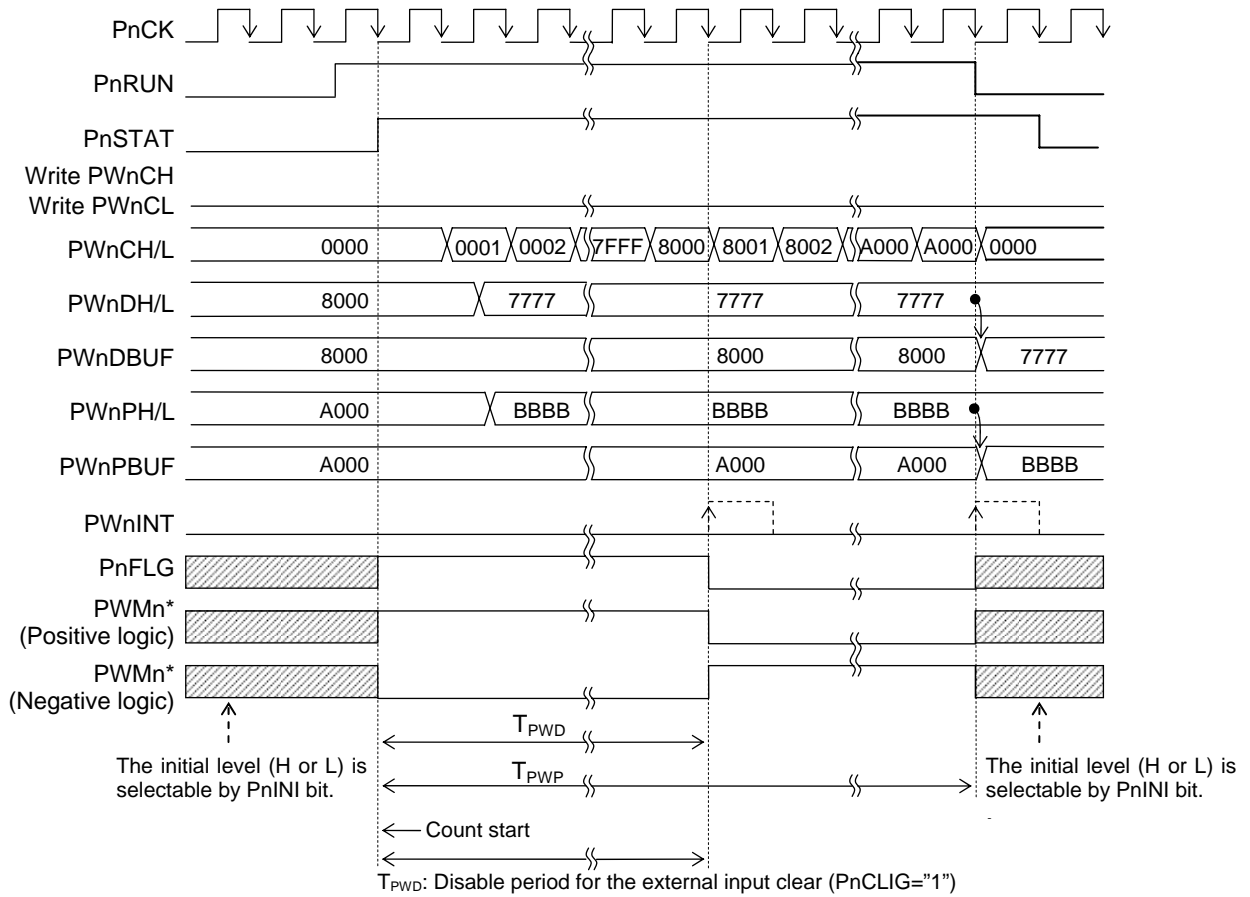 PnCK
PnRUN
PnSTAT
Write PWnCH
Write PWnCL
PWnCH/L 0000 0001 0002 7FFF 8000 8001 8002 A000 A000 0000
PWnDH/L 8000 7777 7777 7777
PWnDBUF 8000 8000 8000 7777
PWnPH/L A000 BBBB BBBB BBBB
PWnPBUF A000 A000 A000 BBBB
PWnINT
PnFLG
PWMn*
(Positive logic)
PWMn*
(Negative logic)
TPWD
The initial level (H or L) is
selectable by PnINI bit.
TPWP
The initial level (H or L) is
selectable by PnINI bit.
Count start
TPWD: Disable period for the external input clear (PnCLIG=”1”)